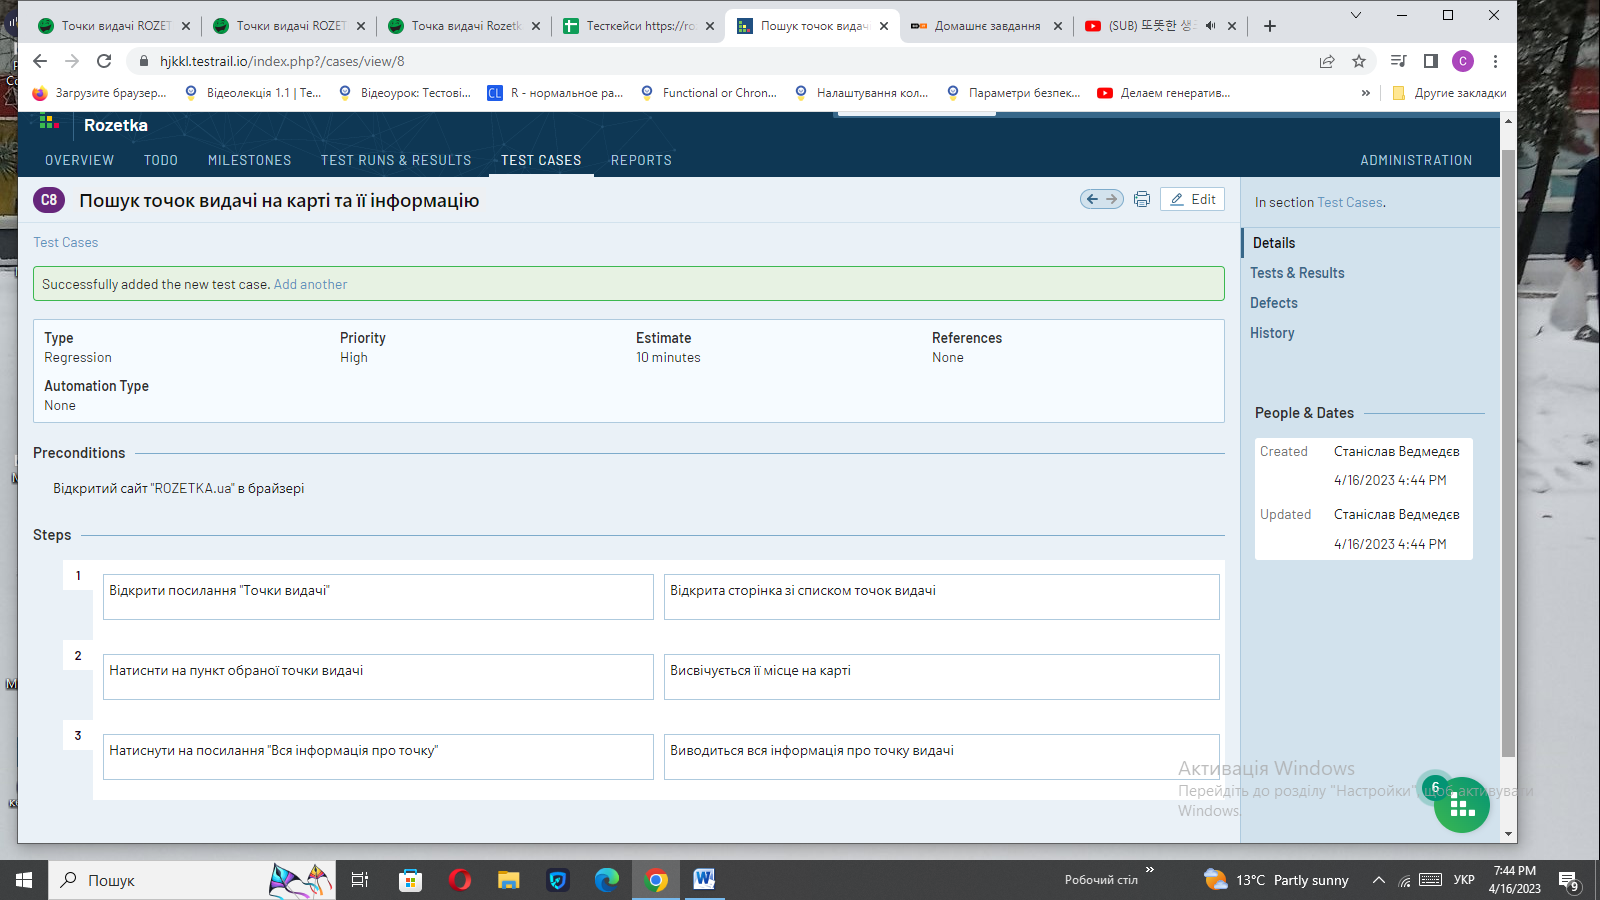 Точки видачі ROZET
Точки видачі ROZET
Точка видачі Rozetk
Тесткейси https://ro
Пошук точок видач
Домашнє завдання
(SUB) 또똣한 생
hjkkl.testrail.io/index.php?/cases/view/8
C
Загрузите браузер...
Відеолекція 1.1 | Те...
Відеоурок: Тестові...
CL
R - нормальное ра...
Functional or Chron...
Налаштування кол...
Параметри безпек...
Делаем генератив...
»
Другие закладки
Rozetka
OVERVIEW
TODO
MILESTONES
TEST RUNS & RESULTS
TEST CASES
REPORTS
ADMINISTRATION
C8
Пошук точок видачі на карті та її інформацію
Edit
In section Test Cases.
Test Cases
Details
Tests & Results
Defects
History
Successfully added the new test case. Add another
Type
Regression
Priority
High
Estimate
10 minutes
References
None
Automation Type
None
People & Dates
Created
Станіслав Ведмедєв
4/16/2023 4:44 PM
Updated
Станіслав Ведмедєв
4/16/2023 4:44 PM
Preconditions
Відкритий сайт "ROZETKA.ua" в брайзері
Steps
1
Відкрити посилання "Точки видачі"
Відкрита сторінка зі списком точок видачі
2
Натиснти на пункт обраної точки видачі
Висвічується її місце на карті
3
Натиснути на посилання "Вся інформація про точку"
Виводиться вся інформація про точку видачі
Активація Windows
Перейдіть до розділу "Настройки", щоб активувати
Windows.
6
Пошук
Робочий стіл
»
13°C Partly sunny
УКР
7:44 PM
4/16/2023
9